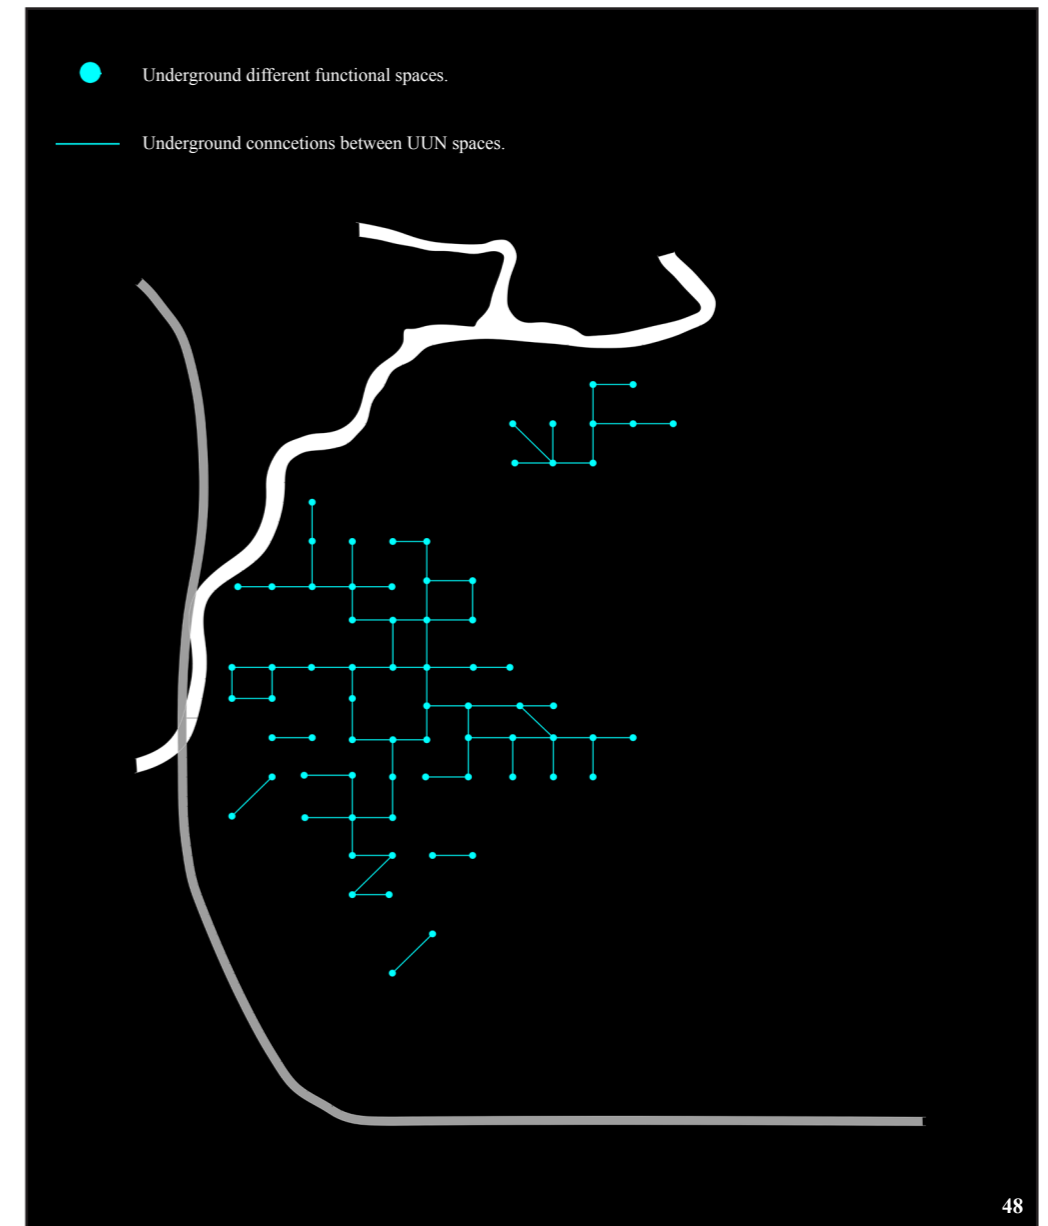 Underground different functional spaces.
Underground conncetions between UUN spaces.
48